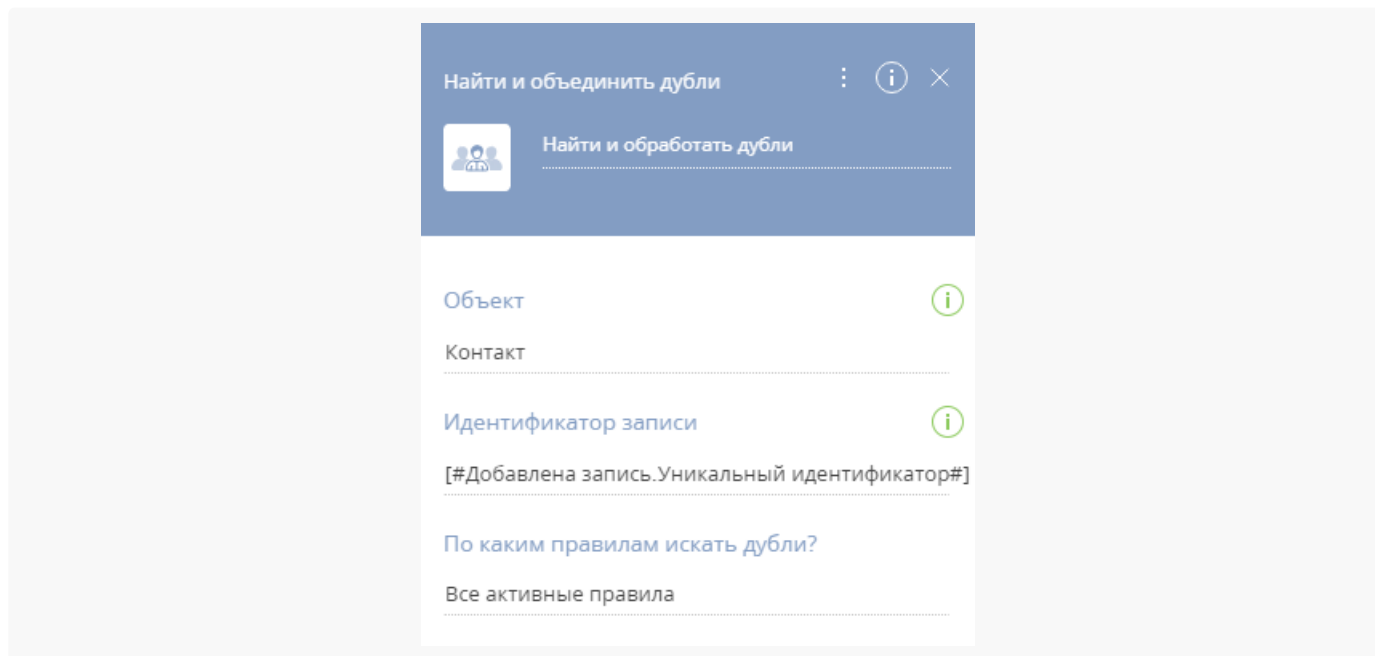 Найти и объединить дубли
Найти и обработать дубли
Объект
Контакт
Идентификатор записи
[#Добавлена запись.Уникальный идентификатор#]
По каким правилам искать дубли?
Все активные правила